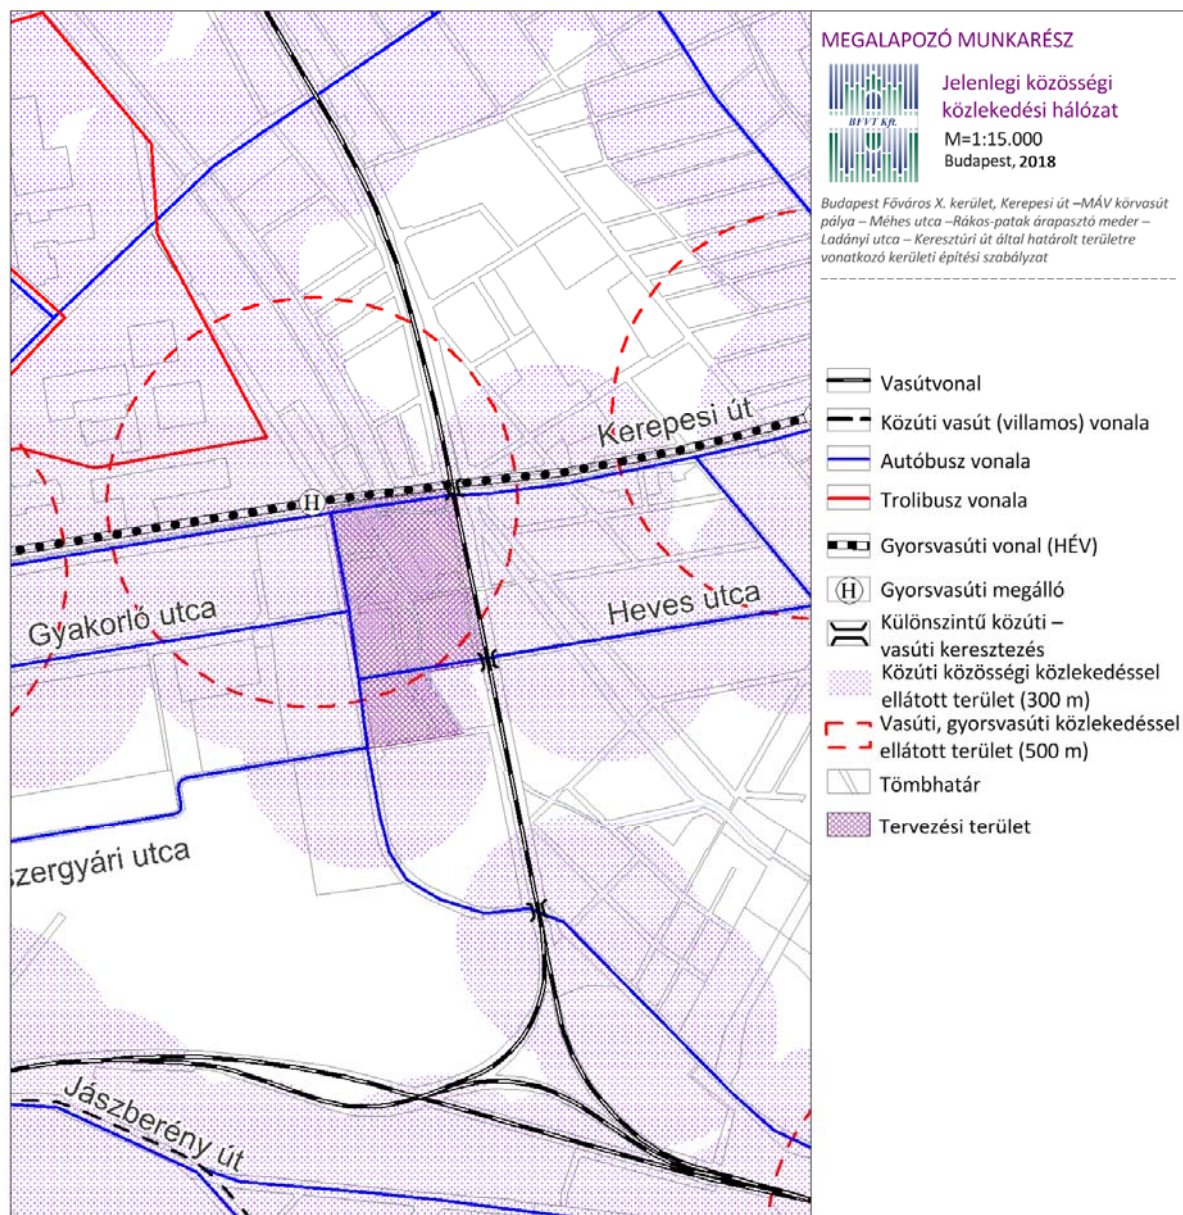 MEGALAPOZÓ MUNKARÉSZ
BFVT Kft.
Jelenlegi közösségi
közlekedési hálózat
M=1:15.000
Budapest, 2018
Budapest Főváros X. kerület, Kerepesi út –MÁV körvasút
pálya – Méhes utca –Rákos-patak árapasztó meder –
Ladányi utca – Keresztúri út által határolt területre
vonatkozó kerületi építési szabályzat
Vasútvonal
Közúti vasút (villamos) vonala
Autóbusz vonala
Trolibusz vonala
Gyorsvasúti vonal (HÉV)
H
Gyorsvasúti megálló
Különszintű közúti –
vasúti keresztezés
Közúti közösségi közlekedéssel
ellátott terület (300 m)
Vasúti, gyorsvasúti közlekedéssel
ellátott terület (500 m)
Tömbhatár
Tervezési terület
Kerepesi út
H
Gyakorló utca
Heves utca
szergyári utca
Jászberény út